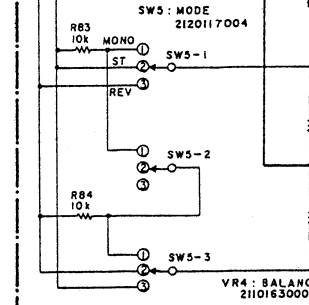 SW5: MODE
2120117004
R83
10k
MONO
①
ST
②
SW5-1
③
REV
①
SW5-2
②
③
R84
10k
①
SW5-3
②
③
VR4: BALANC
2110163000